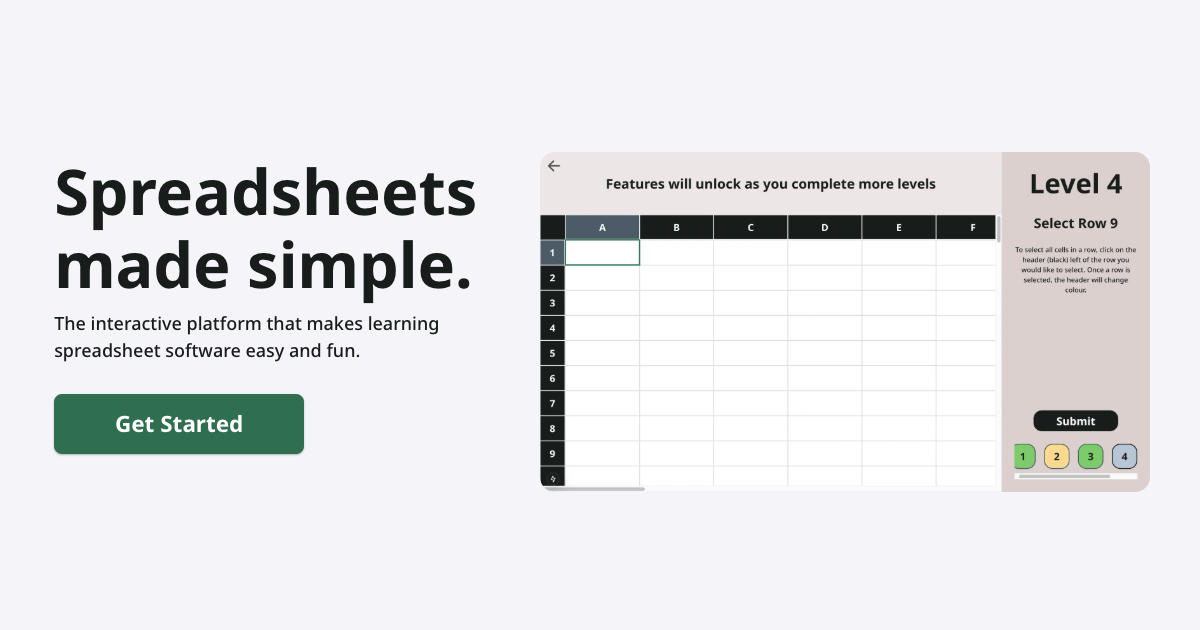 Spreadsheets
made simple.
The interactive platform that makes learning
spreadsheet software easy and fun.
Get Started
Features will unlock as you complete more levels
A B C D E F
1
2
3
4
5
6
7
8
9
Level 4
Select Row 9
To select all cells in a row, click on the
header (black) left of the row you
would like to select. Once a row is
selected, the header will change
colour.
Submit
1 2 3 4